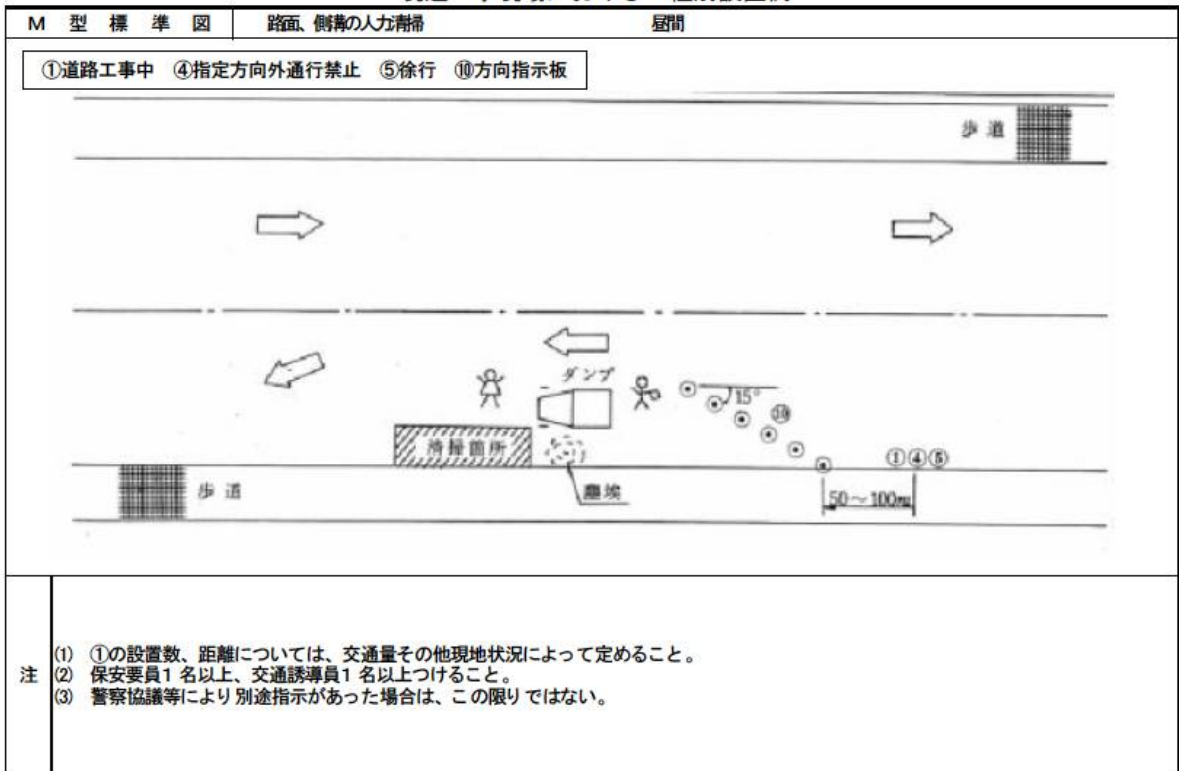 M 型 標 準 図 路面、側溝の人力清掃 昼間
①道路工事中 ④指定方向外通行禁止 ⑤徐行 ⑩方向指示板
歩道
ダンプ
15°
⑩
清掃箇所
①④⑤
歩道
塵埃
50～100m
注
(1) ①の設置数、距離については、交通量その他現地状況によって定めること。
(2) 保安要員1名以上、交通誘導員1名以上つけること。
(3) 警察協議等により別途指示があった場合は、この限りではない。